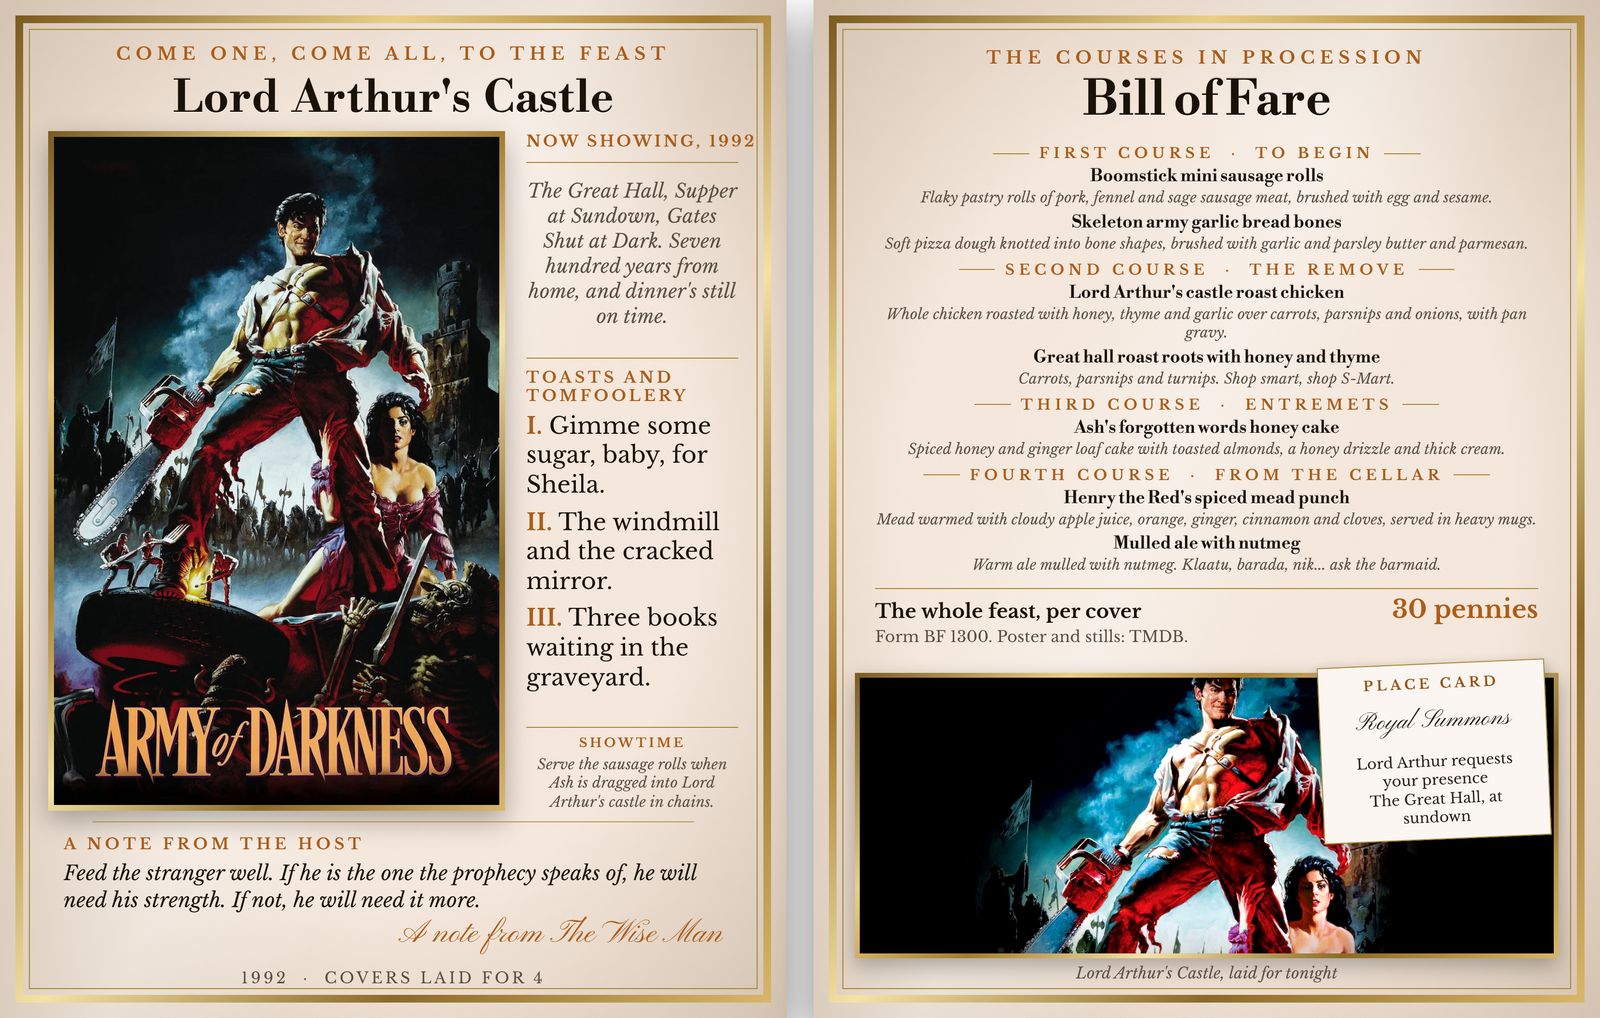 COME ONE, COME ALL, TO THE FEAST
Lord Arthur's Castle
NOW SHOWING, 1992
The Great Hall, Supper
at Sundown, Gates
Shut at Dark. Seven
hundred years from
home, and dinner's still
on time.
TOASTS AND
TOMFOOLERY
I. Gimme some
sugar, baby, for
Sheila.
II. The windmill
and the cracked
mirror.
III. Three books
waiting in the
graveyard.
SHOWTIME
Serve the sausage rolls when
Ash is dragged into Lord
Arthur's castle in chains.
ARMY of DARKNESS
A NOTE FROM THE HOST
Feed the stranger well. If he is the one the prophecy speaks of, he will
need his strength. If not, he will need it more.
A note from The Wise Man
1992 · COVERS LAID FOR 4
THE COURSES IN PROCESSION
Bill of Fare
FIRST COURSE · TO BEGIN
Boomstick mini sausage rolls
Flaky pastry rolls of pork, fennel and sage sausage meat, brushed with egg and sesame.
Skeleton army garlic bread bones
Soft pizza dough knotted into bone shapes, brushed with garlic and parsley butter and parmesan.
SECOND COURSE · THE REMOVE
Lord Arthur's castle roast chicken
Whole chicken roasted with honey, thyme and garlic over carrots, parsnips and onions, with pan
gravy.
Great hall roast roots with honey and thyme
Carrots, parsnips and turnips. Shop smart, shop S-Mart.
THIRD COURSE · ENTREMETS
Ash's forgotten words honey cake
Spiced honey and ginger loaf cake with toasted almonds, a honey drizzle and thick cream.
FOURTH COURSE · FROM THE CELLAR
Henry the Red's spiced mead punch
Mead warmed with cloudy apple juice, orange, ginger, cinnamon and cloves, served in heavy mugs.
Mulled ale with nutmeg
Warm ale mulled with nutmeg. Klaatu, barada, nik... ask the barmaid.
The whole feast, per cover
30 pennies
Form BF 1300. Poster and stills: TMDB.
PLACE CARD
Royal Summons
Lord Arthur requests
your presence
The Great Hall, at
sundown
Lord Arthur's Castle, laid for tonight